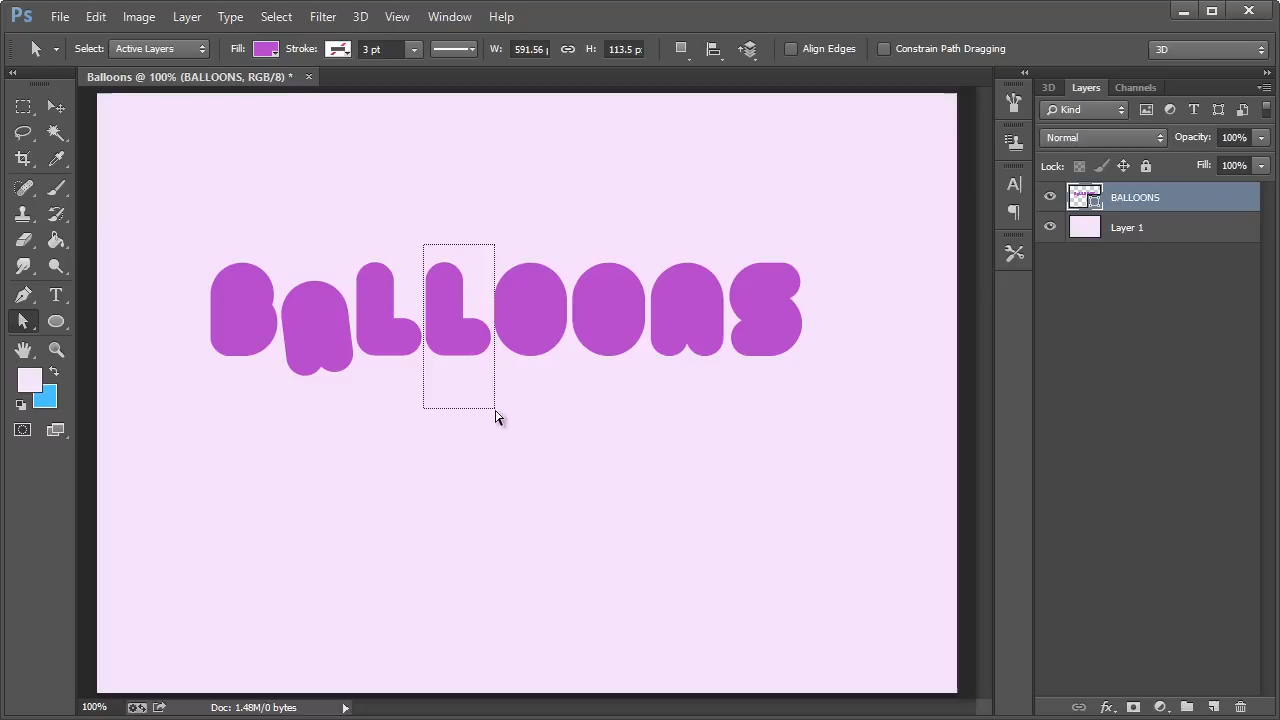 Ps File Edit Image Layer Type Select Filter 3D View Window Help
Select: Active Layers Fill: Stroke: 3 pt W: 591.56 p H: 113.5 p: Align Edges Constrain Path Dragging 3D
Balloons @ 100% (BALLOONS, RGB/8) * ×
3D Layers Channels
Kind T
Normal Opacity: 100%
Lock: Fill: 100%
BALLOONS
Layer 1
A|
¶
T
BALLOONS
100% Doc: 1.48M/0 bytes
fx